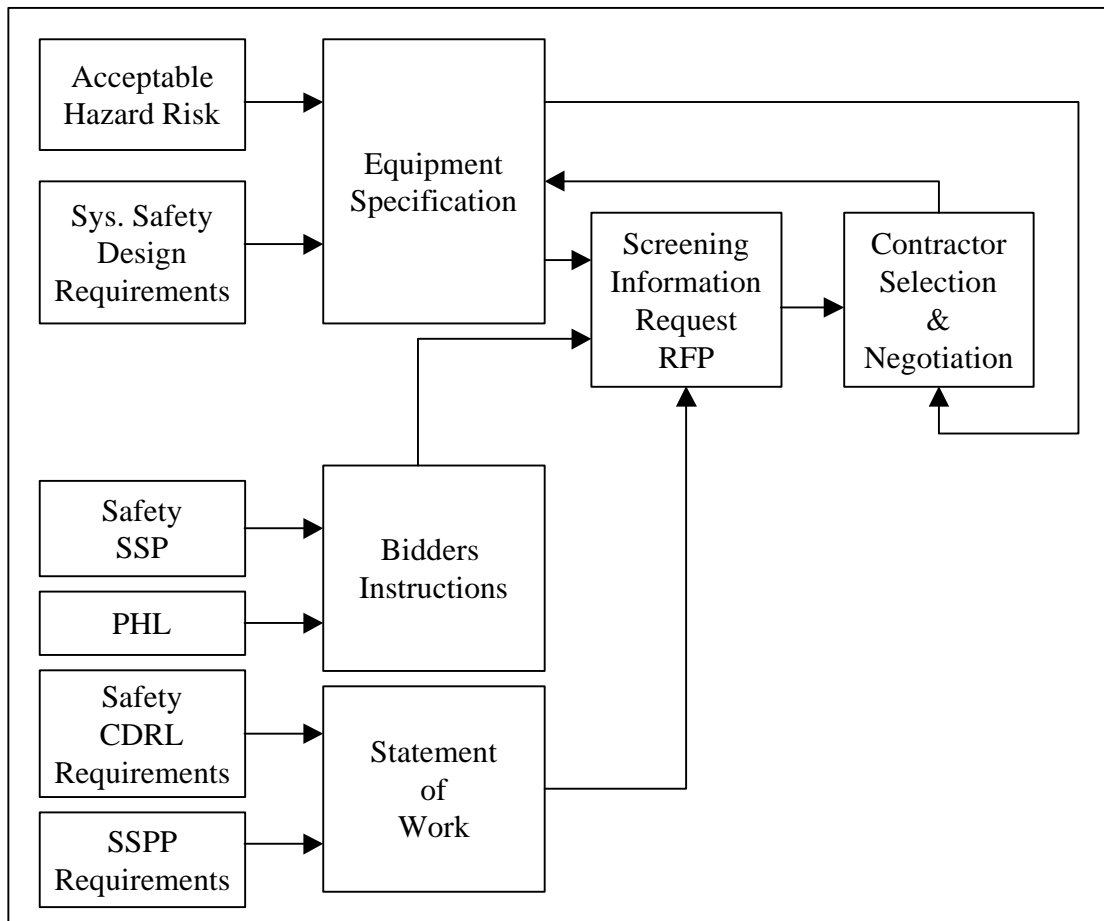 Acceptable
Hazard Risk
Sys. Safety
Design
Requirements
Equipment
Specification
Screening
Information
Request
RFP
Contractor
Selection
&
Negotiation
Safety
SSP
PHL
Bidders
Instructions
Safety
CDRL
Requirements
SSPP
Requirements
Statement
of
Work